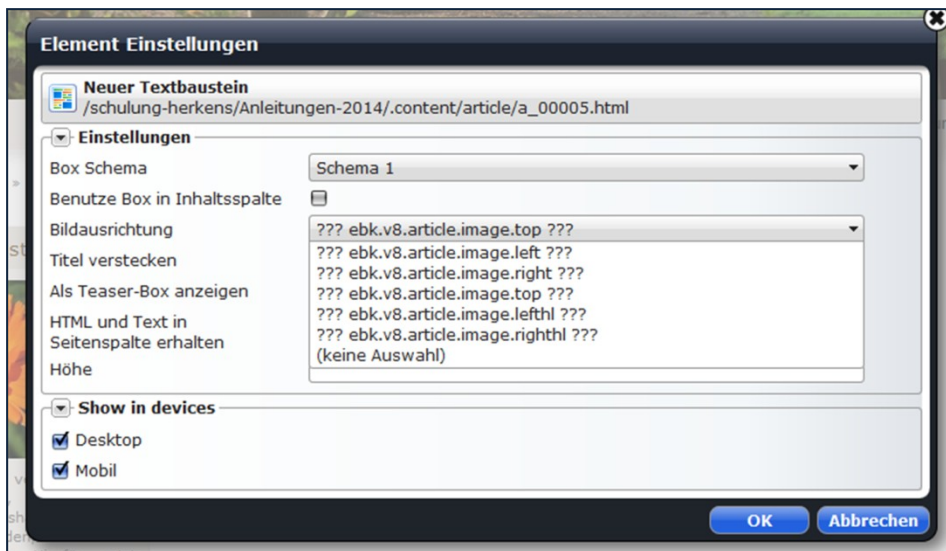 Element Einstellungen
Neuer Textbaustein
/schulung-herkens/Anleitungen-2014/.content/article/a_00005.html
Einstellungen
Box Schema
Schema 1
Benutze Box in Inhaltsspalte
Bildausrichtung
??? ebk.v8.article.image.top ???
??? ebk.v8.article.image.left ???
Titel verstecken
??? ebk.v8.article.image.right ???
Als Teaser-Box anzeigen
??? ebk.v8.article.image.top ???
HTML und Text in
??? ebk.v8.article.image.lefthl ???
Seitenspalte erhalten
??? ebk.v8.article.image.righthl ???
(keine Auswahl)
Höhe
Show in devices
Desktop
Mobil
OK
Abbrechen